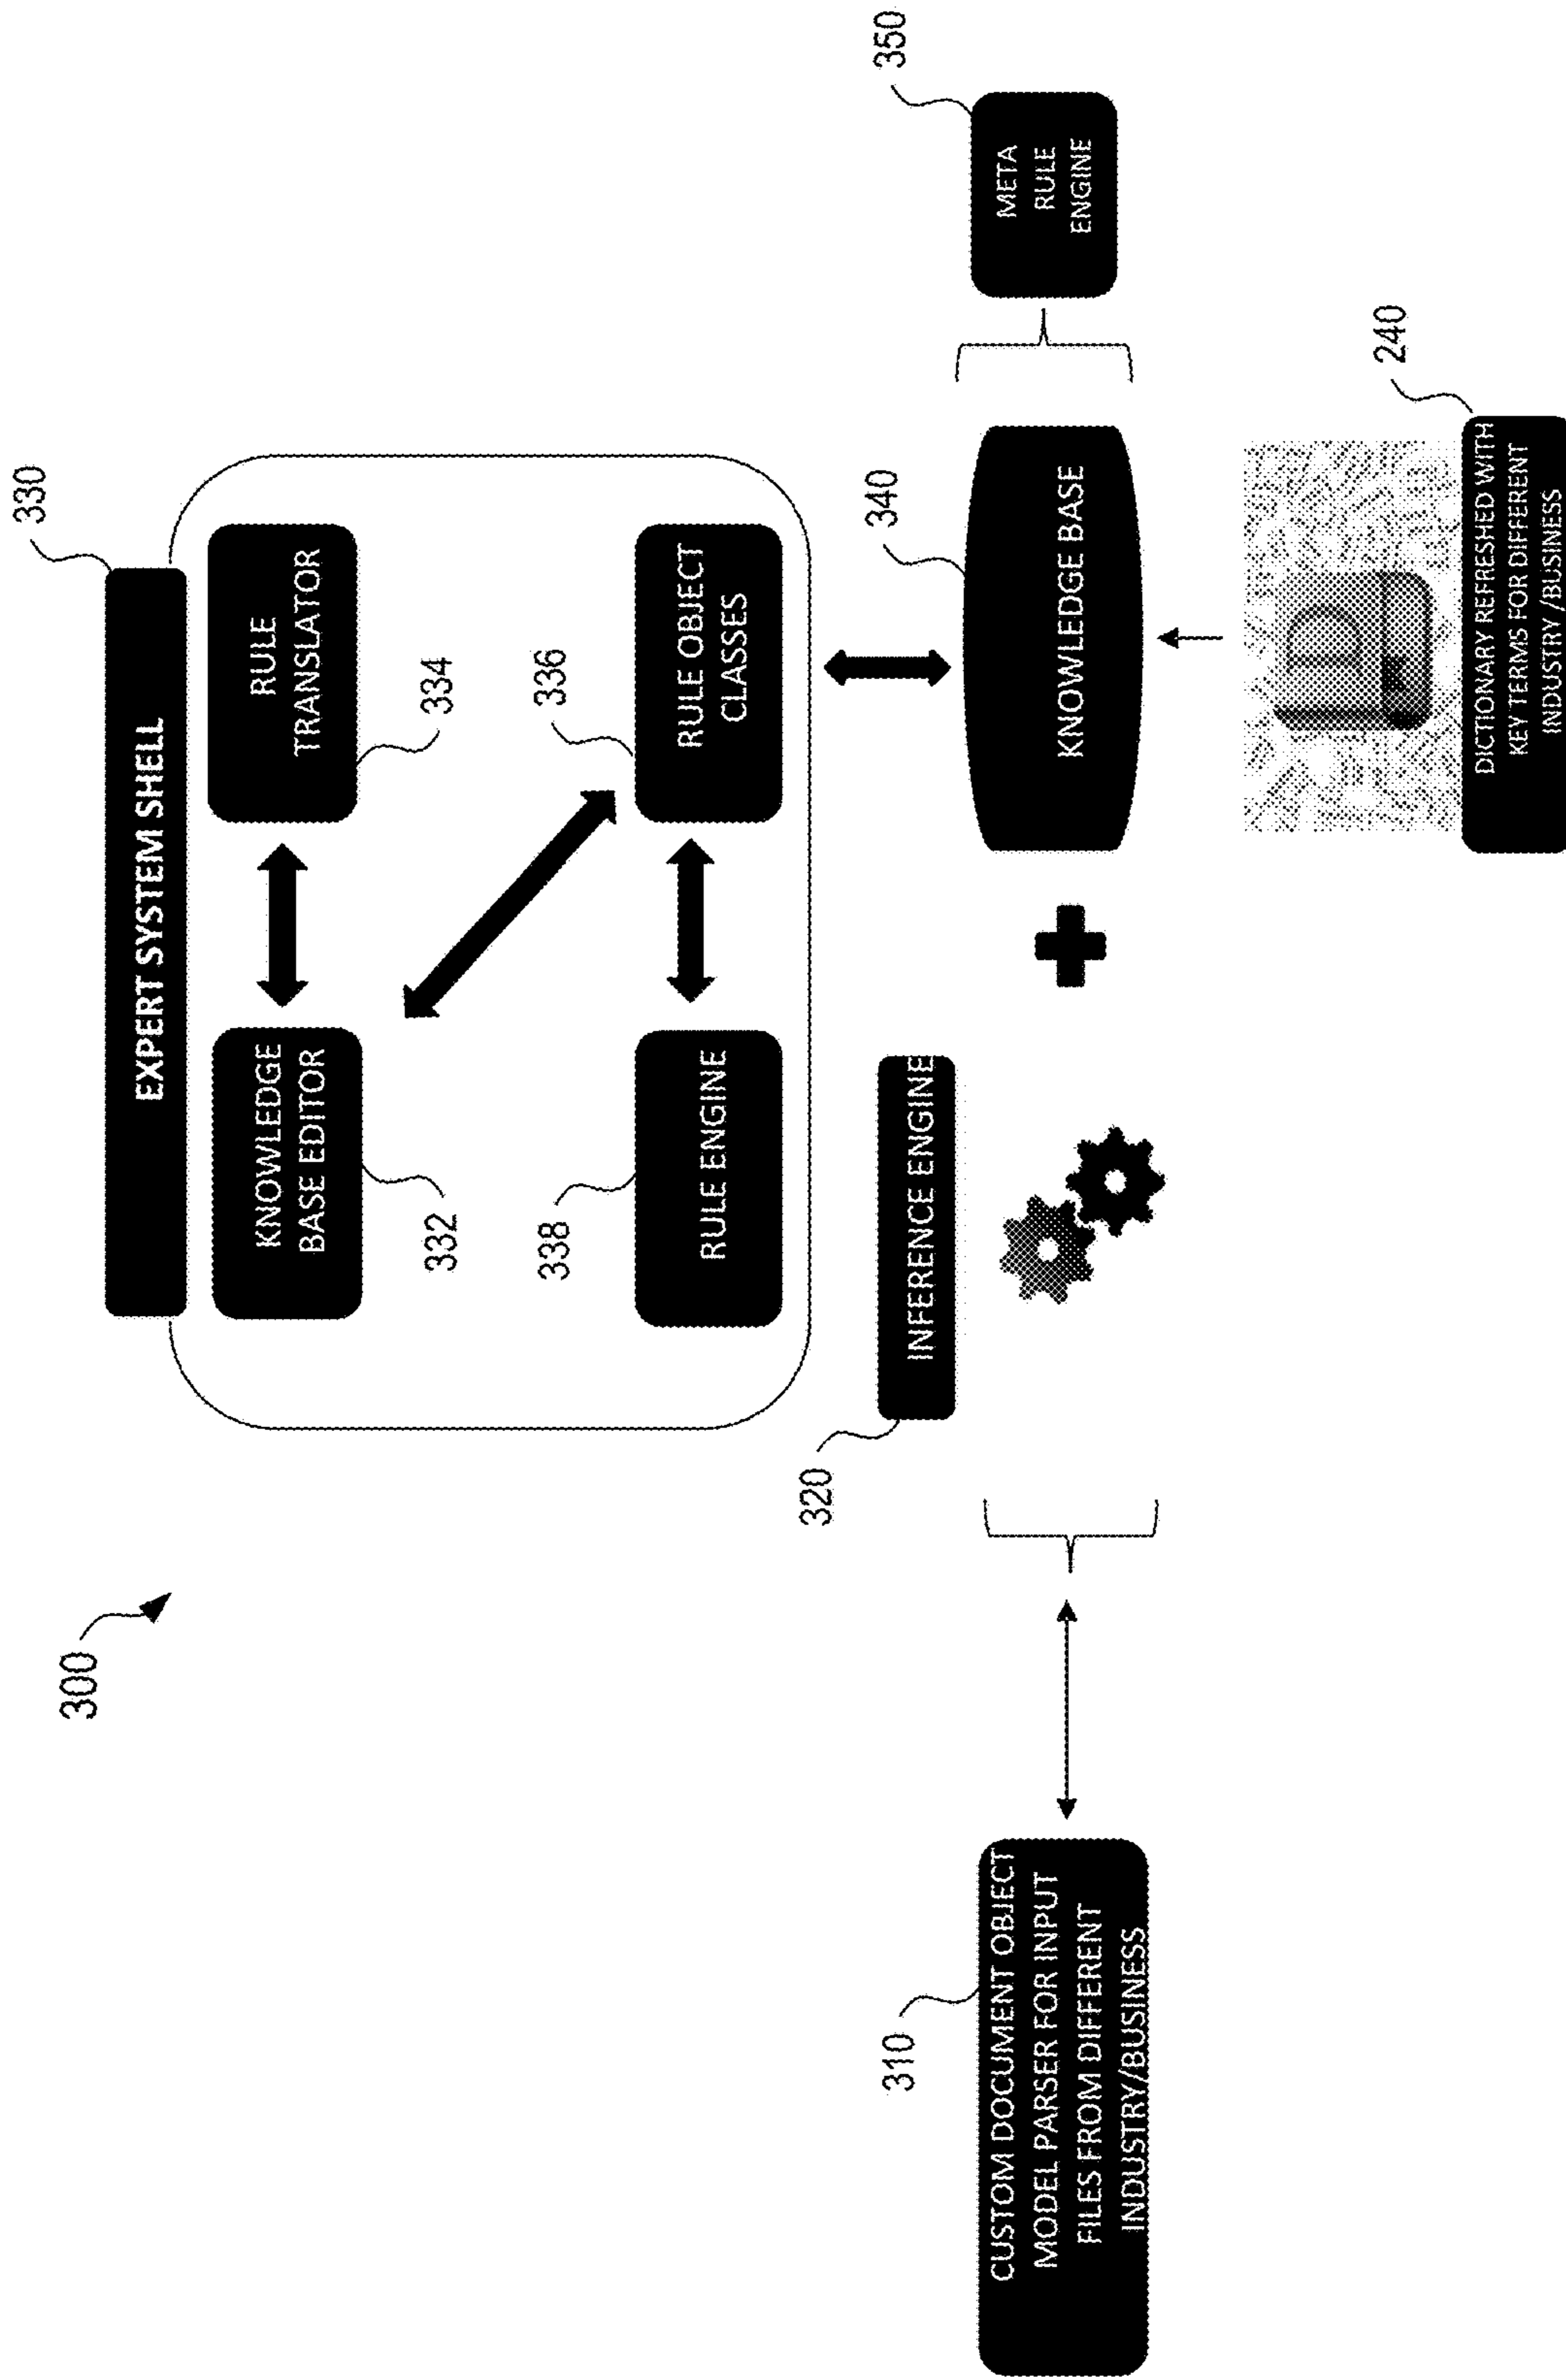 300
330
EXPERT SYSTEM SHELL
KNOWLEDGE
BASE EDITOR
332
RULE
TRANSLATOR
334
338
RULE ENGINE
336
RULE OBJECT
CLASSES
310
CUSTOM DOCUMENT OBJECT
MODEL PARSER FOR INPUT
FILES FROM DIFFERENT
INDUSTRY/BUSINESS
320
INFERENCE ENGINE
340
KNOWLEDGE BASE
350
META
RULE
ENGINE
D
240
DICTIONARY REFRESHED WITH
KEY TERMS FOR DIFFERENT
INDUSTRY /BUSINESS